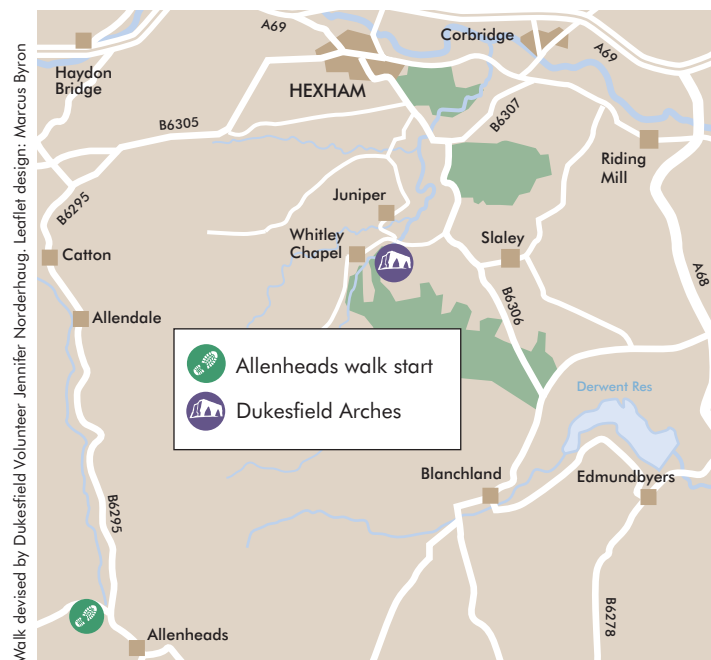 A69
Corbridge
A69
Haydon
Bridge
HEXHAM
B6305
B6307
Riding
Mill
Juniper
B6295
Whitley
Chapel
Slaley
Catton
A68
B6306
Allendale
Allenheads walk start
Dukesfield Arches
Derwent Res
Blanchland
Edmundbyers
B6295
B6278
Allenheads
Walk devised by Dukesfield Volunteer Jennifer Norderhaug. Leaflet design: Marcus Byron